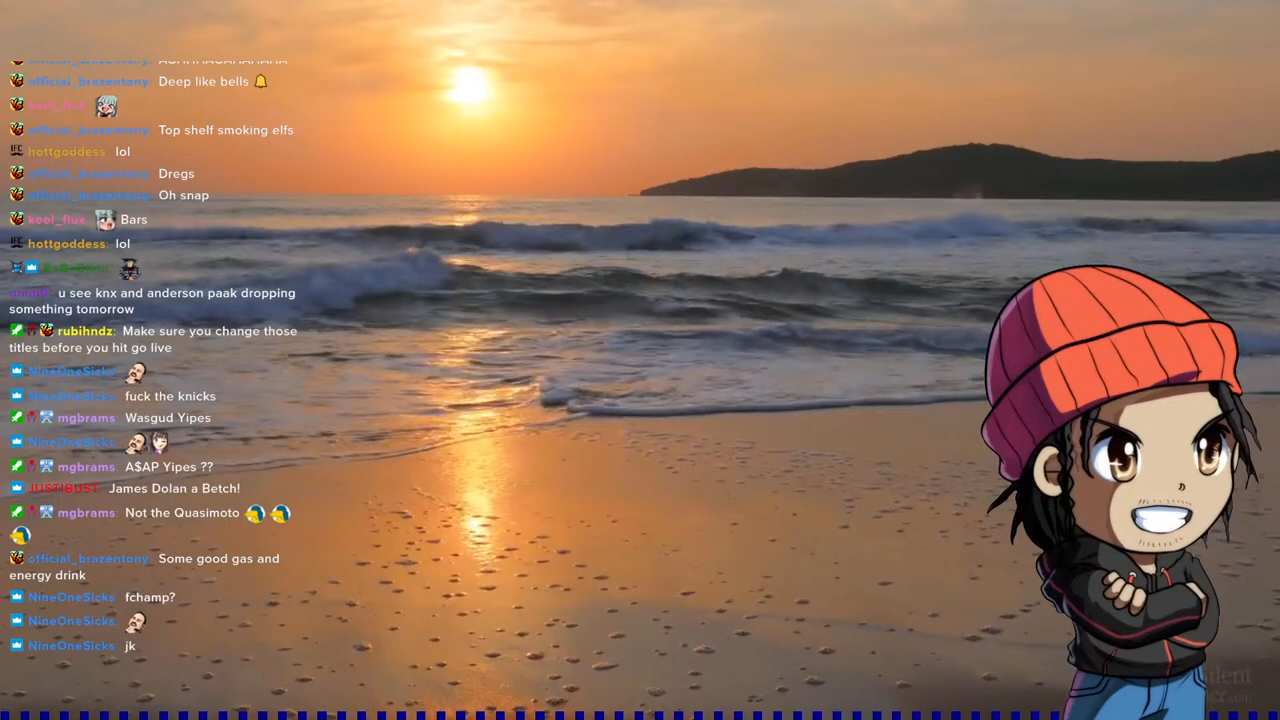 official_brazentony: Deep like bells
kool_flux
official_brazentony: Top shelf smoking elfs
hottgoddess: lol
official_brazentony: Dregs
official_brazentony: Oh snap
kool_flux: Bars
hottgoddess: lol
u see knx and anderson paak dropping
something tomorrow
rubihndz: Make sure you change those
titles before you hit go live
NineOneSicks
NineOneSicks fuck the knicks
mgbrams: Wasgud Yipes
NineOneSicks
mgbrams: A$AP Yipes ??
JUSTIBUST: James Dolan a Betch!
mgbrams: Not the Quasimoto
official_brazentony: Some good gas and
energy drink
NineOneSicks fchamp?
NineOneSicks
NineOneSicks jk